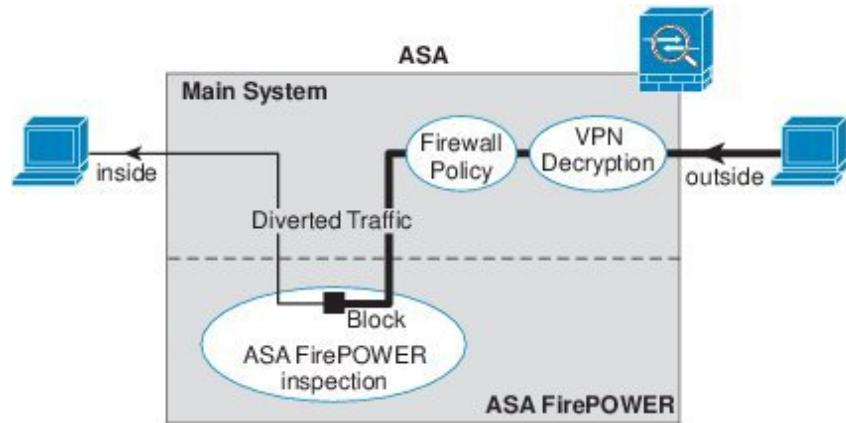 ASA
Main System
Firewall
Policy
VPN
Decryption
inside
outside
Diverted Traffic
Block
ASA FirePOWER
inspection
ASA FirePOWER